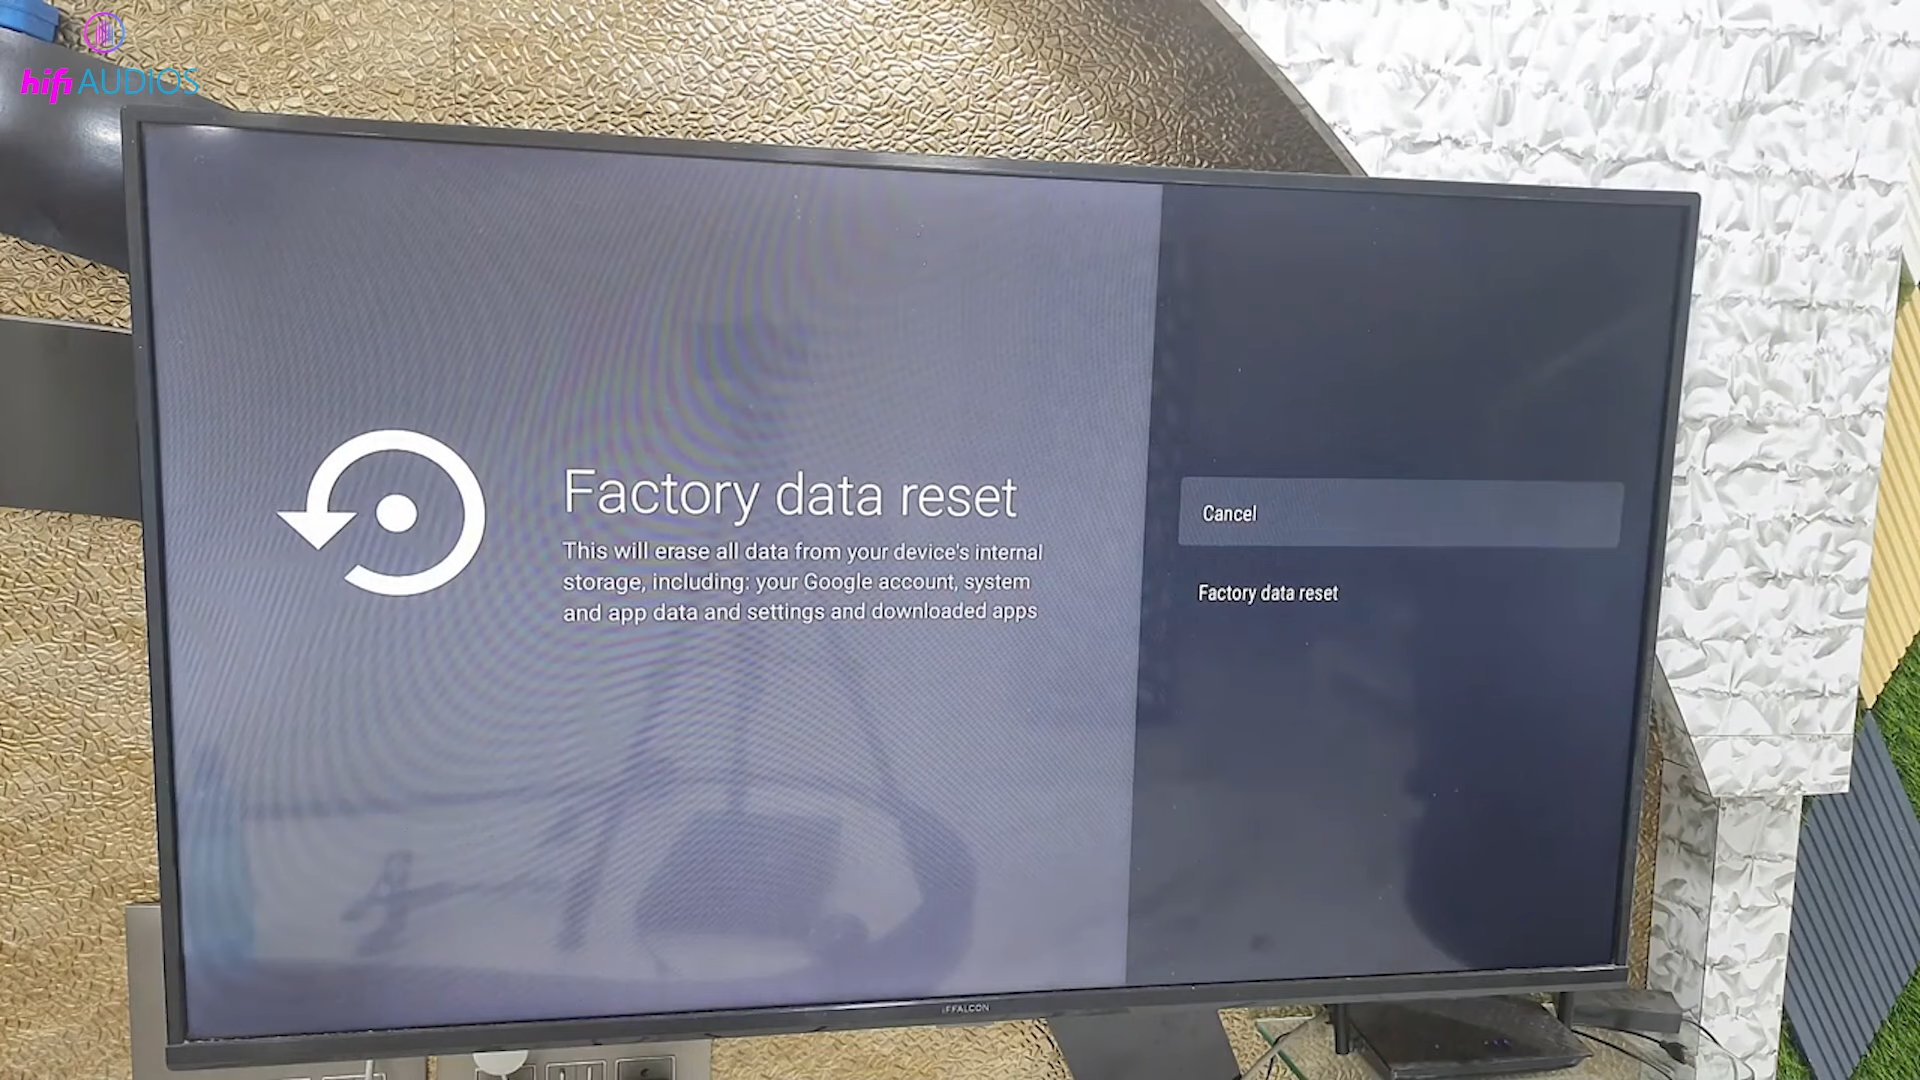 hifi AUDIOS
Factory data reset
This will erase all data from your device's internal
storage, including: your Google account, system
and app data and settings and downloaded apps
Cancel
Factory data reset
iFFALCON